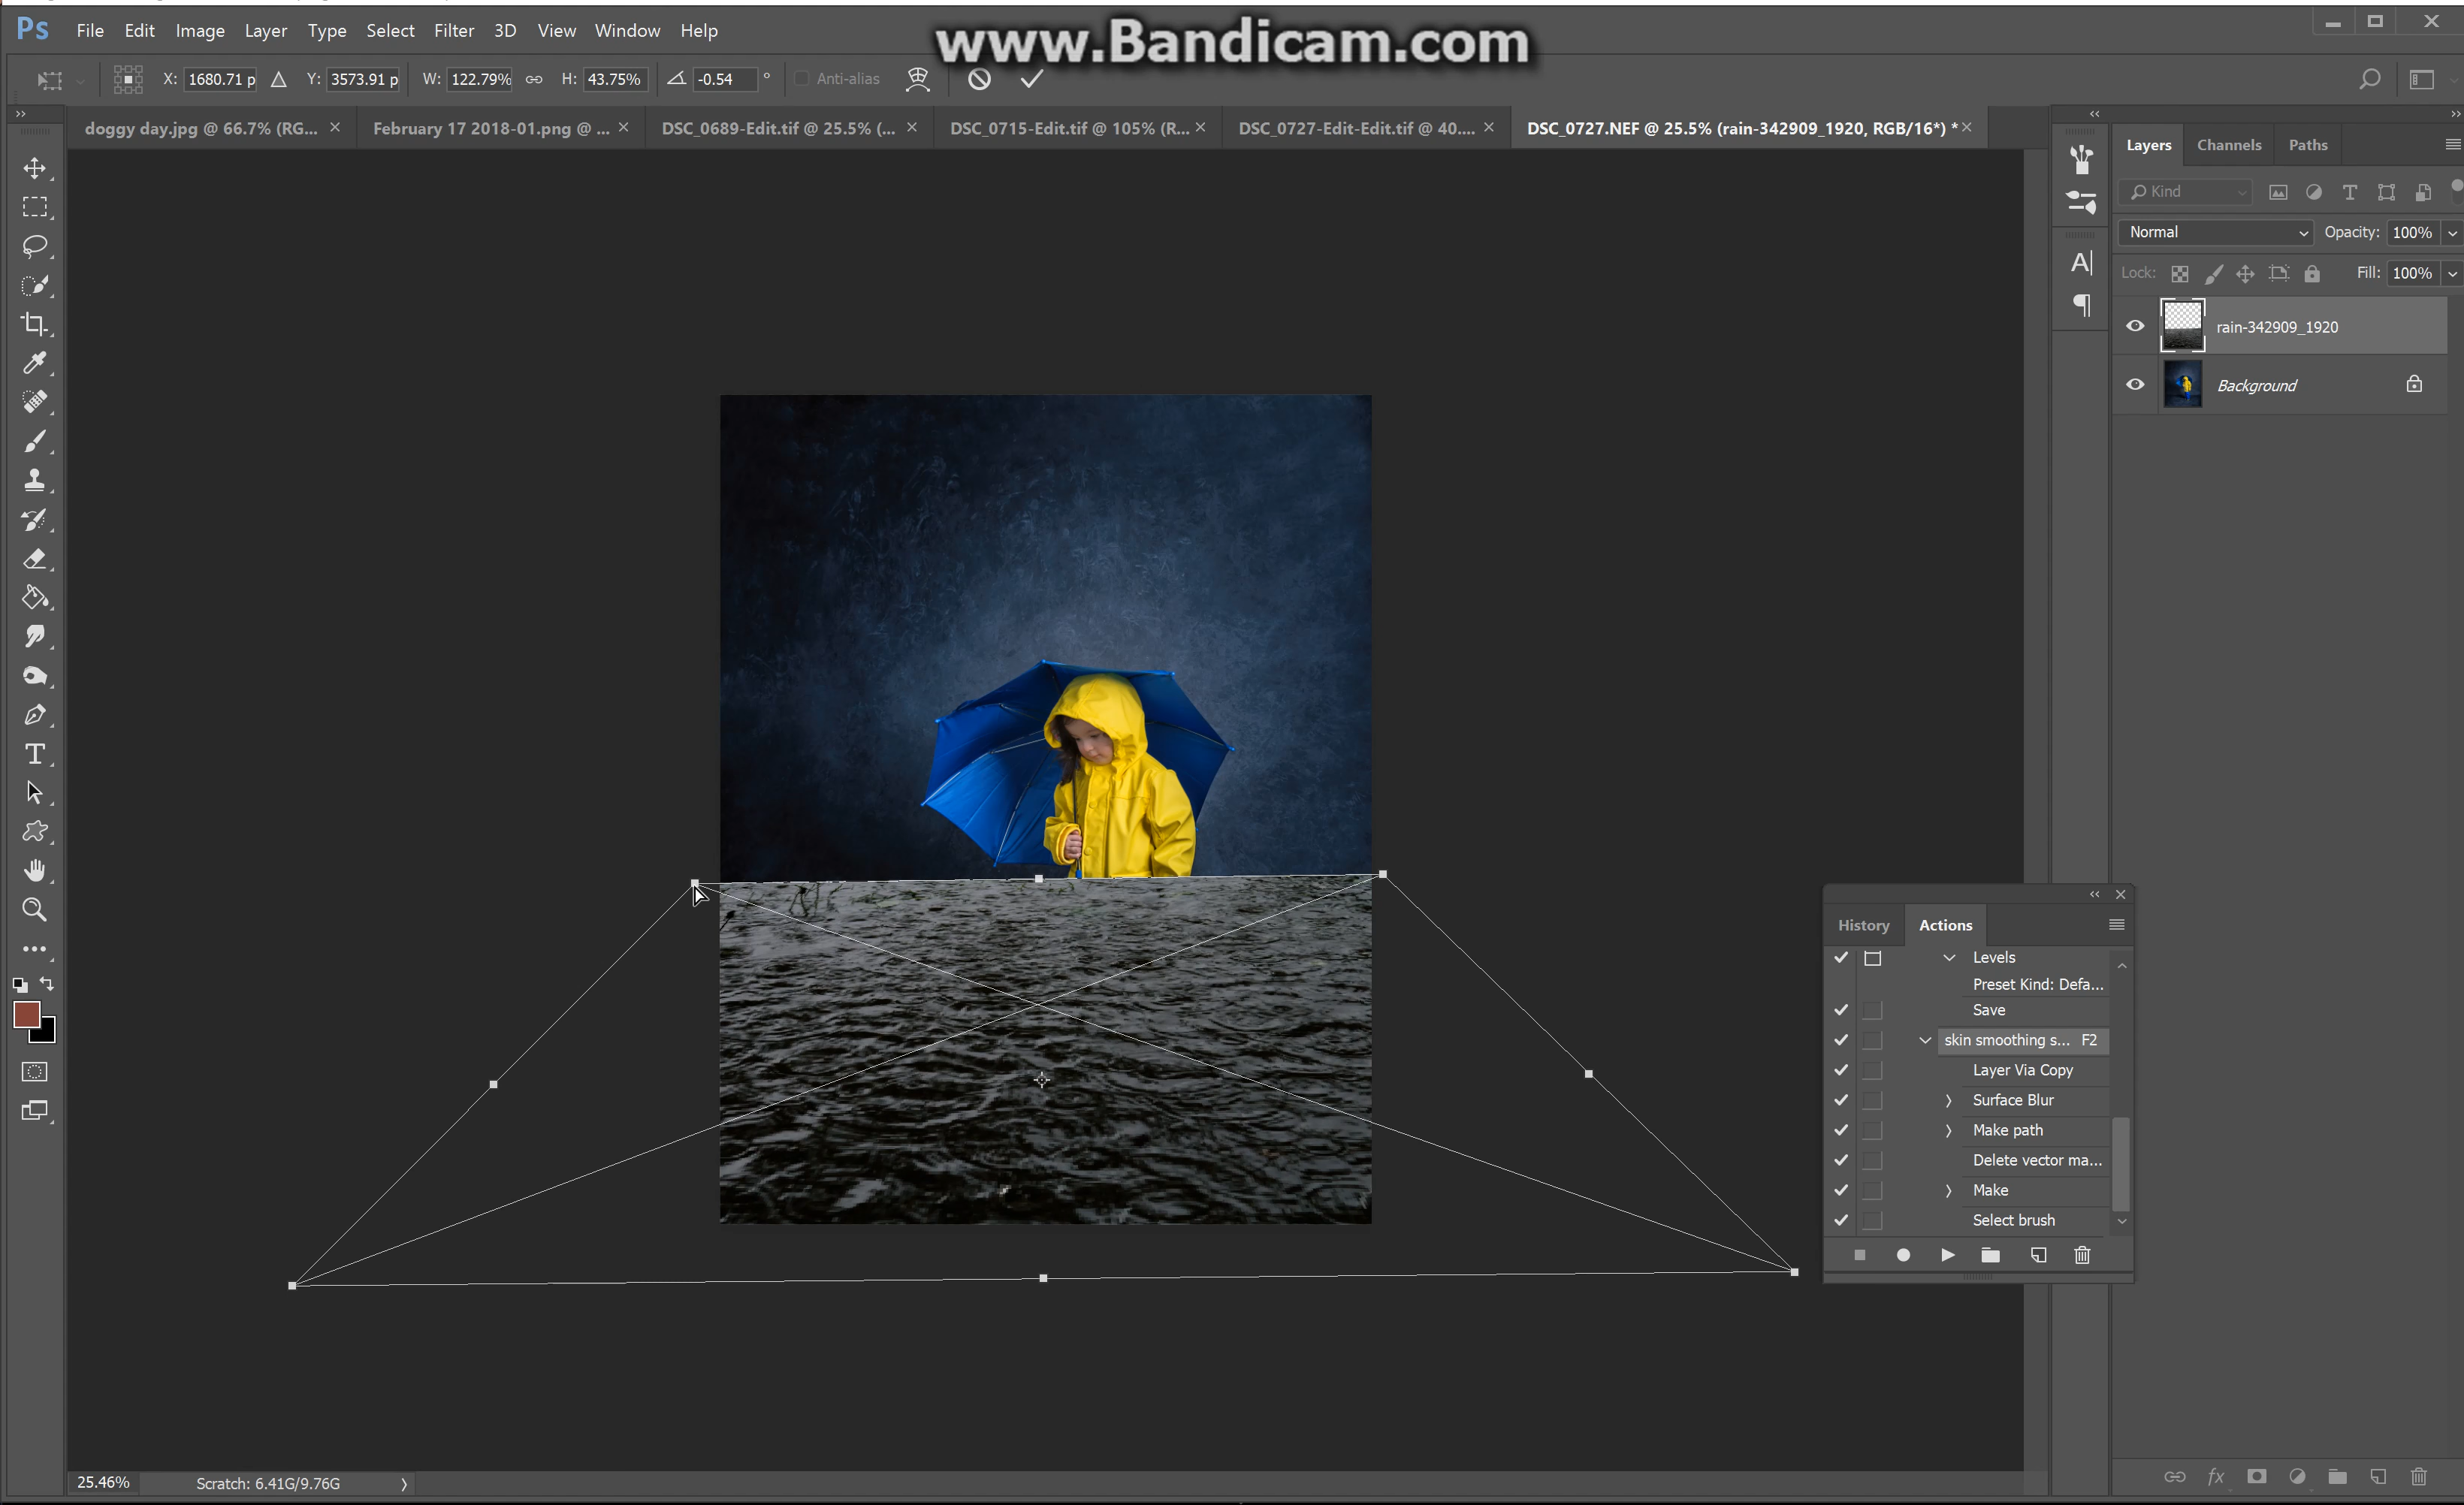 Ps File Edit Image Layer Type Select Filter 3D View Window Help
www.Bandicam.com
X: 1680.71 p Y: 3573.91 p W: 122.79% H: 43.75% -0.54 ° Anti-alias
doggy day.jpg @ 66.7% (RG... × February 17 2018-01.png @ ... × DSC_0689-Edit.tif @ 25.5% (... × DSC_0715-Edit.tif @ 105% (R... × DSC_0727-Edit-Edit.tif @ 40.... × DSC_0727.NEF @ 25.5% (rain-342909_1920, RGB/16*) * ×
Layers Channels Paths
Kind
Normal Opacity: 100%
Lock: Fill: 100%
rain-342909_1920
Background
History Actions
Levels
Preset Kind: Defa...
Save
skin smoothing s... F2
Layer Via Copy
Surface Blur
Make path
Delete vector ma...
Make
Select brush
25.46% Scratch: 6.41G/9.76G
fx